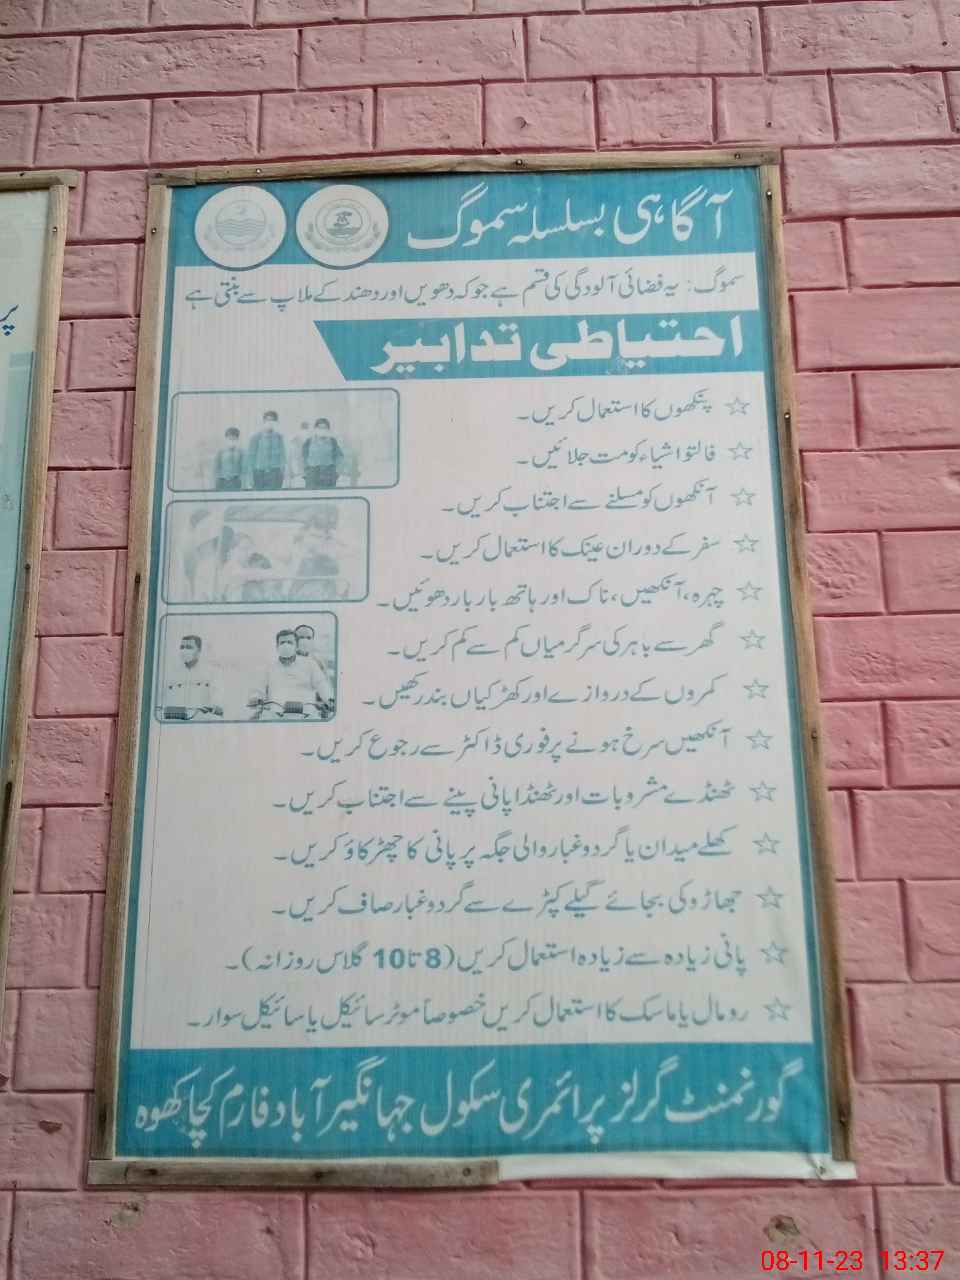 آگاہی بسلسلہ سموگ
سموگ: یہ فضائی آلودگی کی قسم ہے جو کہ دھویں اور دھند کے ملاپ سے بنتی ہے
احتیاطی تدابیر
☆ پنکھوں کا استعمال کریں۔
☆ فالتو اشیاء کو مت جلائیں۔
☆ آنکھوں کو مسلنے سے اجتناب کریں۔
☆ سفر کے دوران عینک کا استعمال کریں۔
☆ چہرہ، آنکھیں، ناک اور ہاتھ بار بار دھوئیں۔
☆ گھر سے باہر کی سرگرمیاں کم سے کم کریں۔
☆ کمروں کے دروازے اور کھڑکیاں بند رکھیں۔
☆ آنکھیں سرخ ہونے پر فوری ڈاکٹر سے رجوع کریں۔
☆ ٹھنڈے مشروبات اور ٹھنڈا پانی پینے سے اجتناب کریں۔
☆ کھلے میدان یا گرد و غبار والی جگہ پر پانی کا چھڑکاؤ کریں۔
☆ جھاڑو کی بجائے گیلے کپڑے سے گرد و غبار صاف کریں۔
☆ پانی زیادہ سے زیادہ استعمال کریں (8 تا 10 گلاس روزانہ)۔
☆ رومال یا ماسک کا استعمال کریں خصوصاً موٹر سائیکل یا سائیکل سوار۔
گورنمنٹ گرلز پرائمری سکول جہانگیر آباد فارم کچا کھوہ
پر
08-11-23 13:37